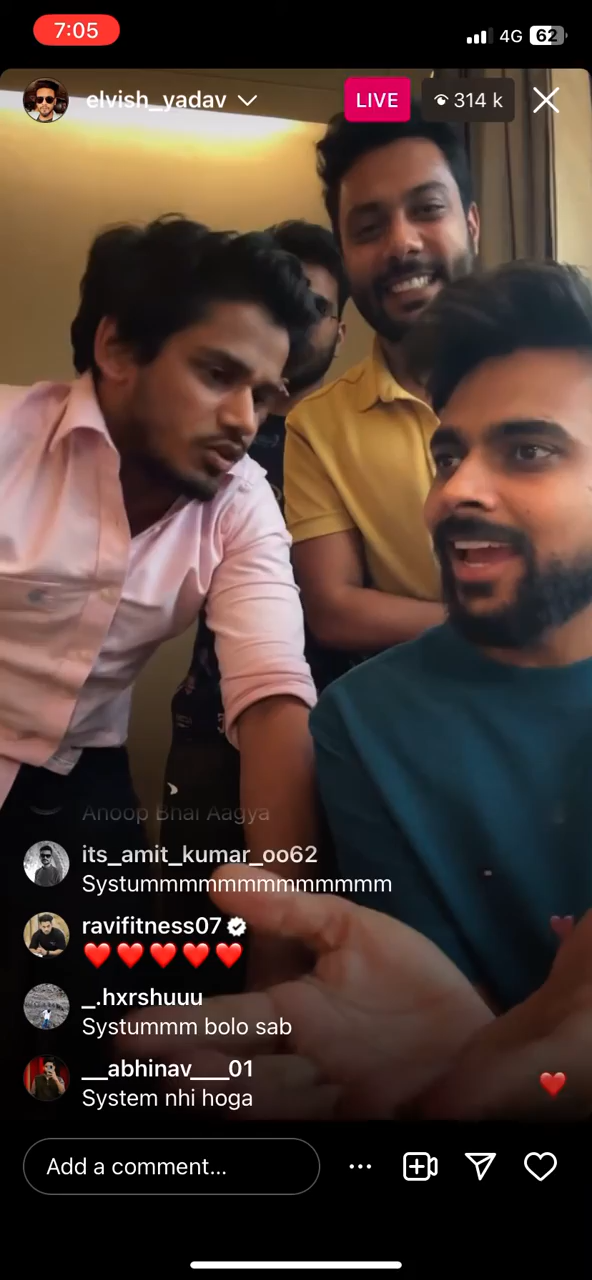 7:05
4G 62
elvish_yadav
LIVE
314 k
Anoop Bhai Aagya
its_amit_kumar_oo62
Systummmmmmmmmmmmmm
ravifitness07
❤️❤️❤️❤️❤️
_.hxrshuuu
Systummm bolo sab
__abhinav___01
System nhi hoga
Add a comment...